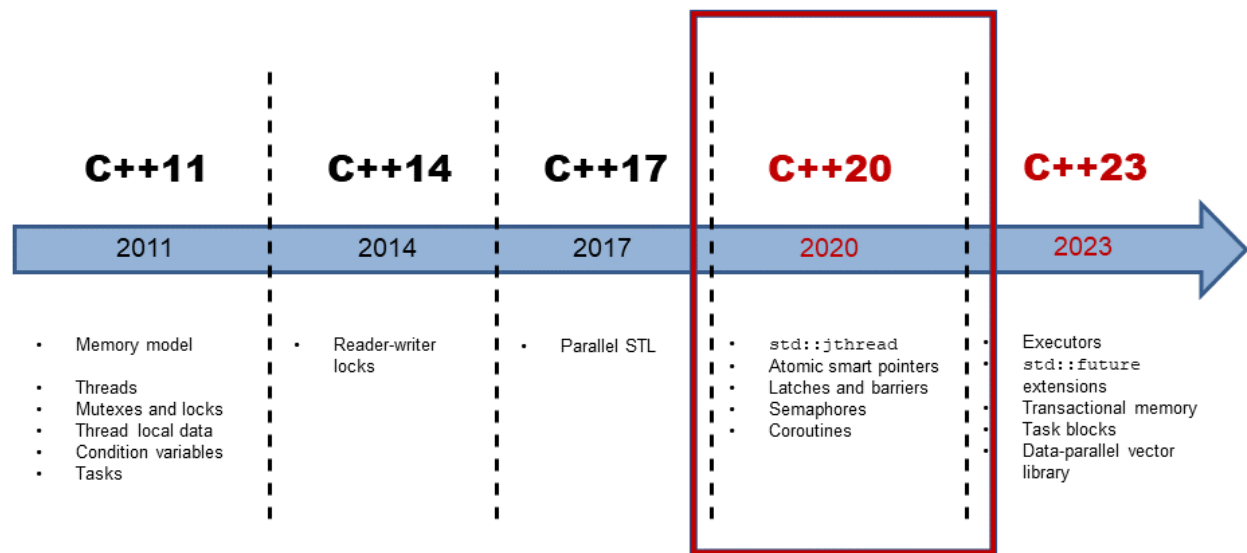 C++11
C++14
C++17
C++20
C++23
2011
2014
2017
2020
2023
• Memory model
• Threads
• Mutexes and locks
• Thread local data
• Condition variables
• Tasks
• Reader-writer
locks
• Parallel STL
• std::jthread
• Atomic smart pointers
• Latches and barriers
• Semaphores
• Coroutines
• Executors
• std::future
extensions
• Transactional memory
• Task blocks
• Data-parallel vector
library